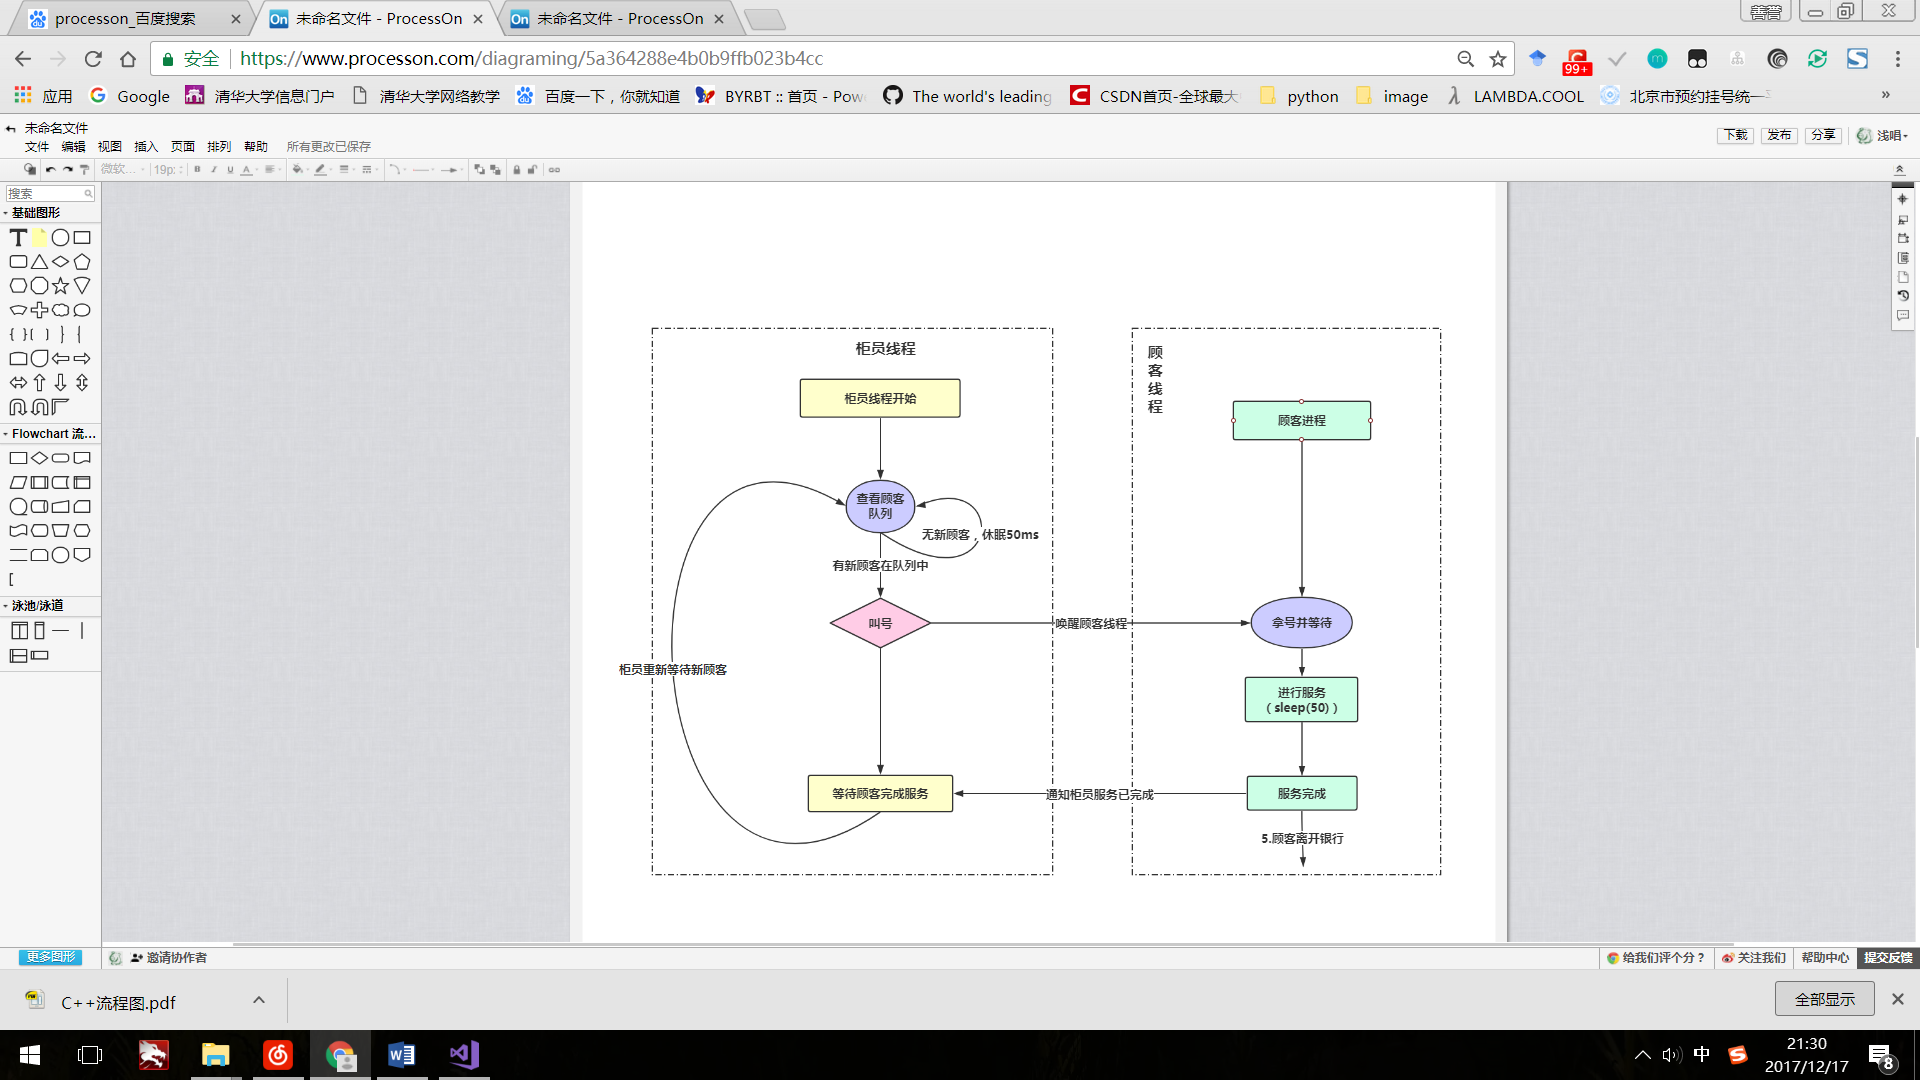 processon_百度搜索
未命名文件 - ProcessOn
未命名文件 - ProcessOn
善誉
安全
https://www.processon.com/diagraming/5a364288e4b0b9ffb023b4cc
99+
应用
Google
清华大学信息门户
清华大学网络教学
百度一下，你就知道
BYRBT :: 首页 - Pow
The world's leading
CSDN首页-全球最大
python
image
LAMBDA.COOL
北京市预约挂号统一
»
未命名文件
文件 编辑 视图 插入 页面 排列 帮助 所有更改已保存
下载 发布 分享 浅唱
微软... 19p
搜索
基础图形
Flowchart 流...
泳池/泳道
更多图形
柜员线程
柜员线程开始
查看顾客
队列
无新顾客，休眠50ms
有新顾客在队列中
叫号
唤醒顾客线程
柜员重新等待新顾客
等待顾客完成服务
通知柜员服务已完成
顾
客
线
程
顾客进程
拿号并等待
进行服务
（sleep(50)）
服务完成
5.顾客离开银行
邀请协作者
给我们评个分？ 关注我们 帮助中心 提交反馈
C++流程图.pdf
全部显示
中
21:30
2017/12/17
8